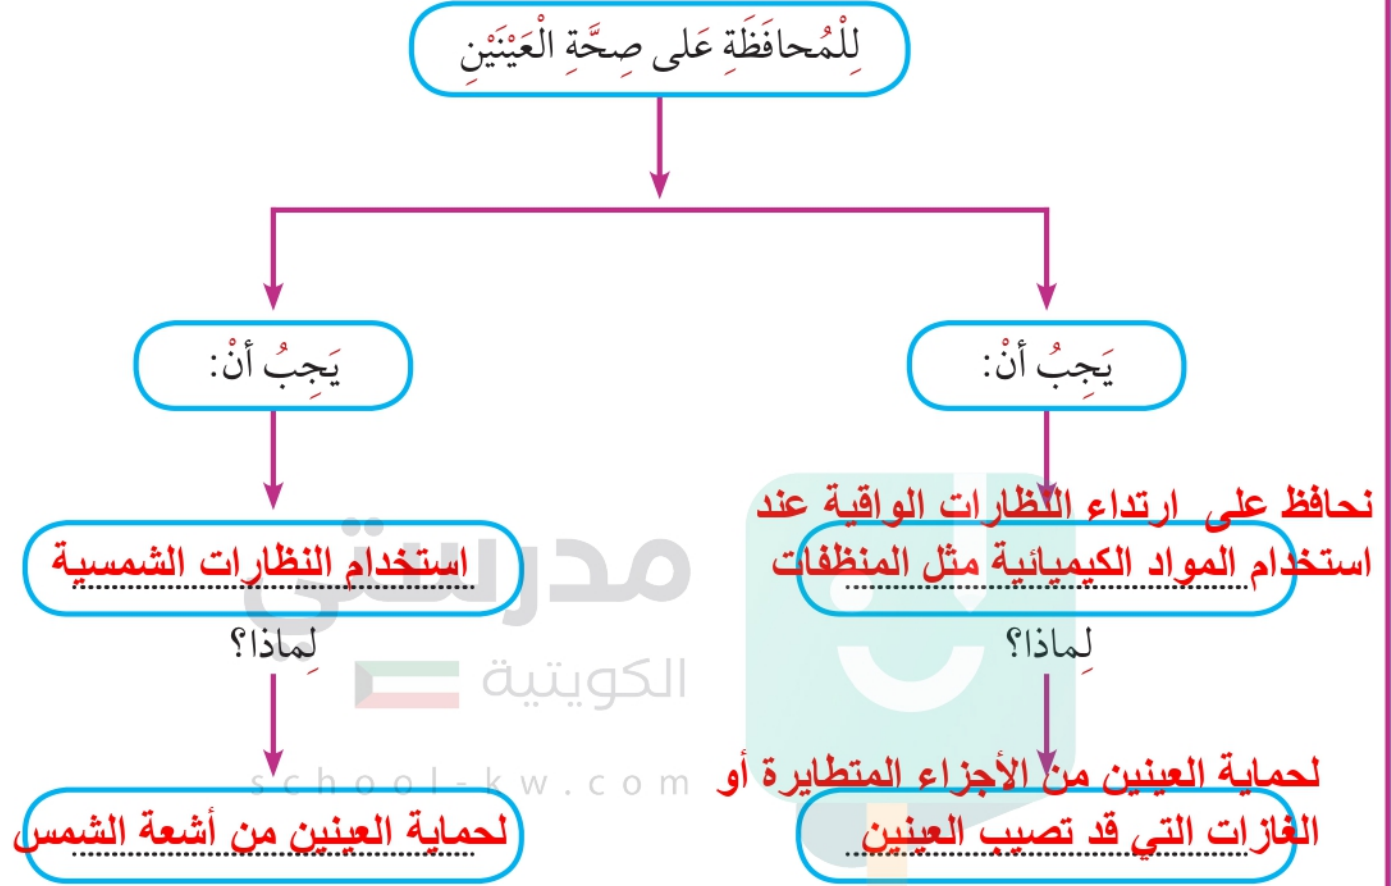 لِلْمُحافَظَةِ عَلى صِحَّةِ الْعَيْنَيْنِ
يَجِبُ أنْ:
نحافظ على ارتداء النظارات الواقية عند
استخدام المواد الكيميائية مثل المنظفات
لِماذا؟
لحماية العينين من الأجزاء المتطايرة أو
الغازات التي قد تصيب العينين
يَجِبُ أنْ:
استخدام النظارات الشمسية
لِماذا؟
لحماية العينين من أشعة الشمس
مدرستي
الكويتية
school-kw.com